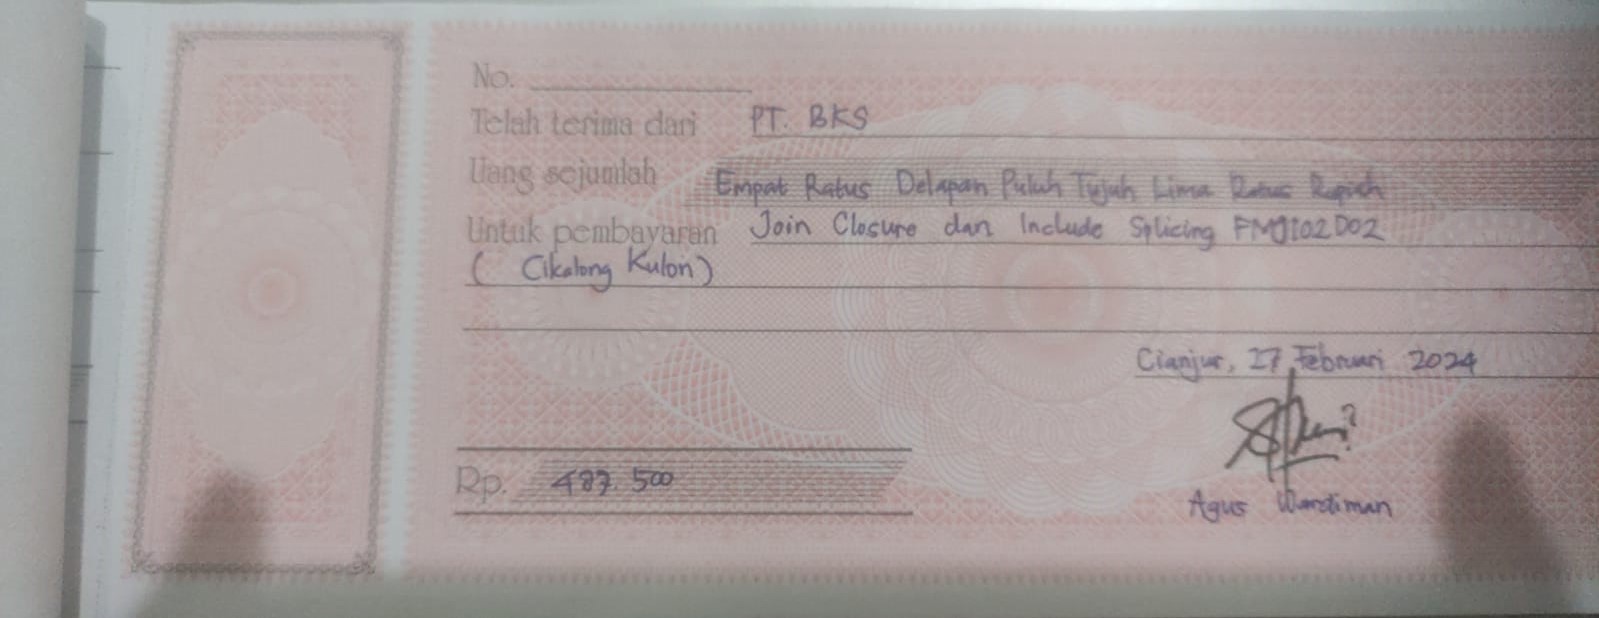 No.
Telah terima dari PT. BKS
Uang sejumlah Empat Ratus Delapan Puluh Tujuh Lima Ratus Rupiah
Untuk pembayaran Join Closure dan Include Splicing
( Cikalong Kulon )
Cianjur, 27 Februari 2024
Rp. 487.500
Agus Wardiman